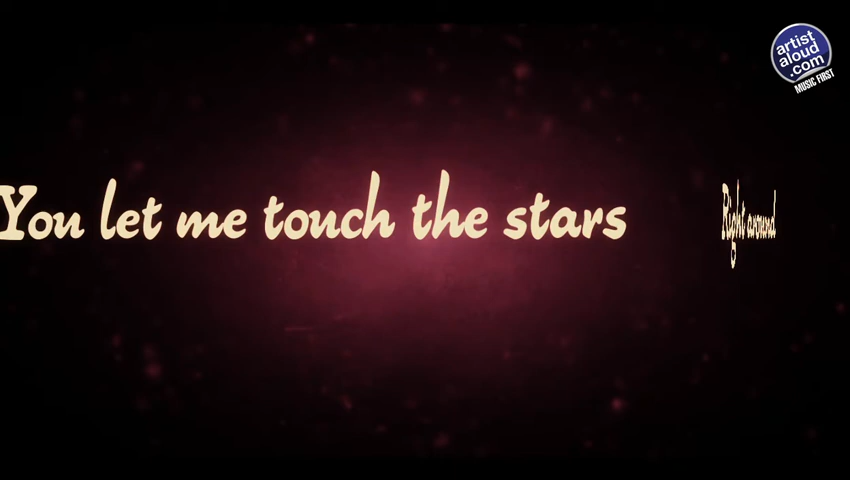 artist
aloud
.com
MUSIC FIRST
You let me touch the stars
Right around